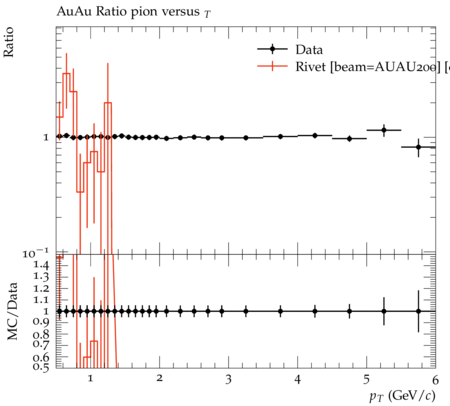 AuAu Ratio pion versus T
Ratio
Data
Rivet [beam=AUAU200] [
1
10−1
MC/Data
1.4
1.3
1.2
1.1
1
0.9
0.8
0.7
0.6
0.5
1 2 3 4 5 6
pT (GeV/c)